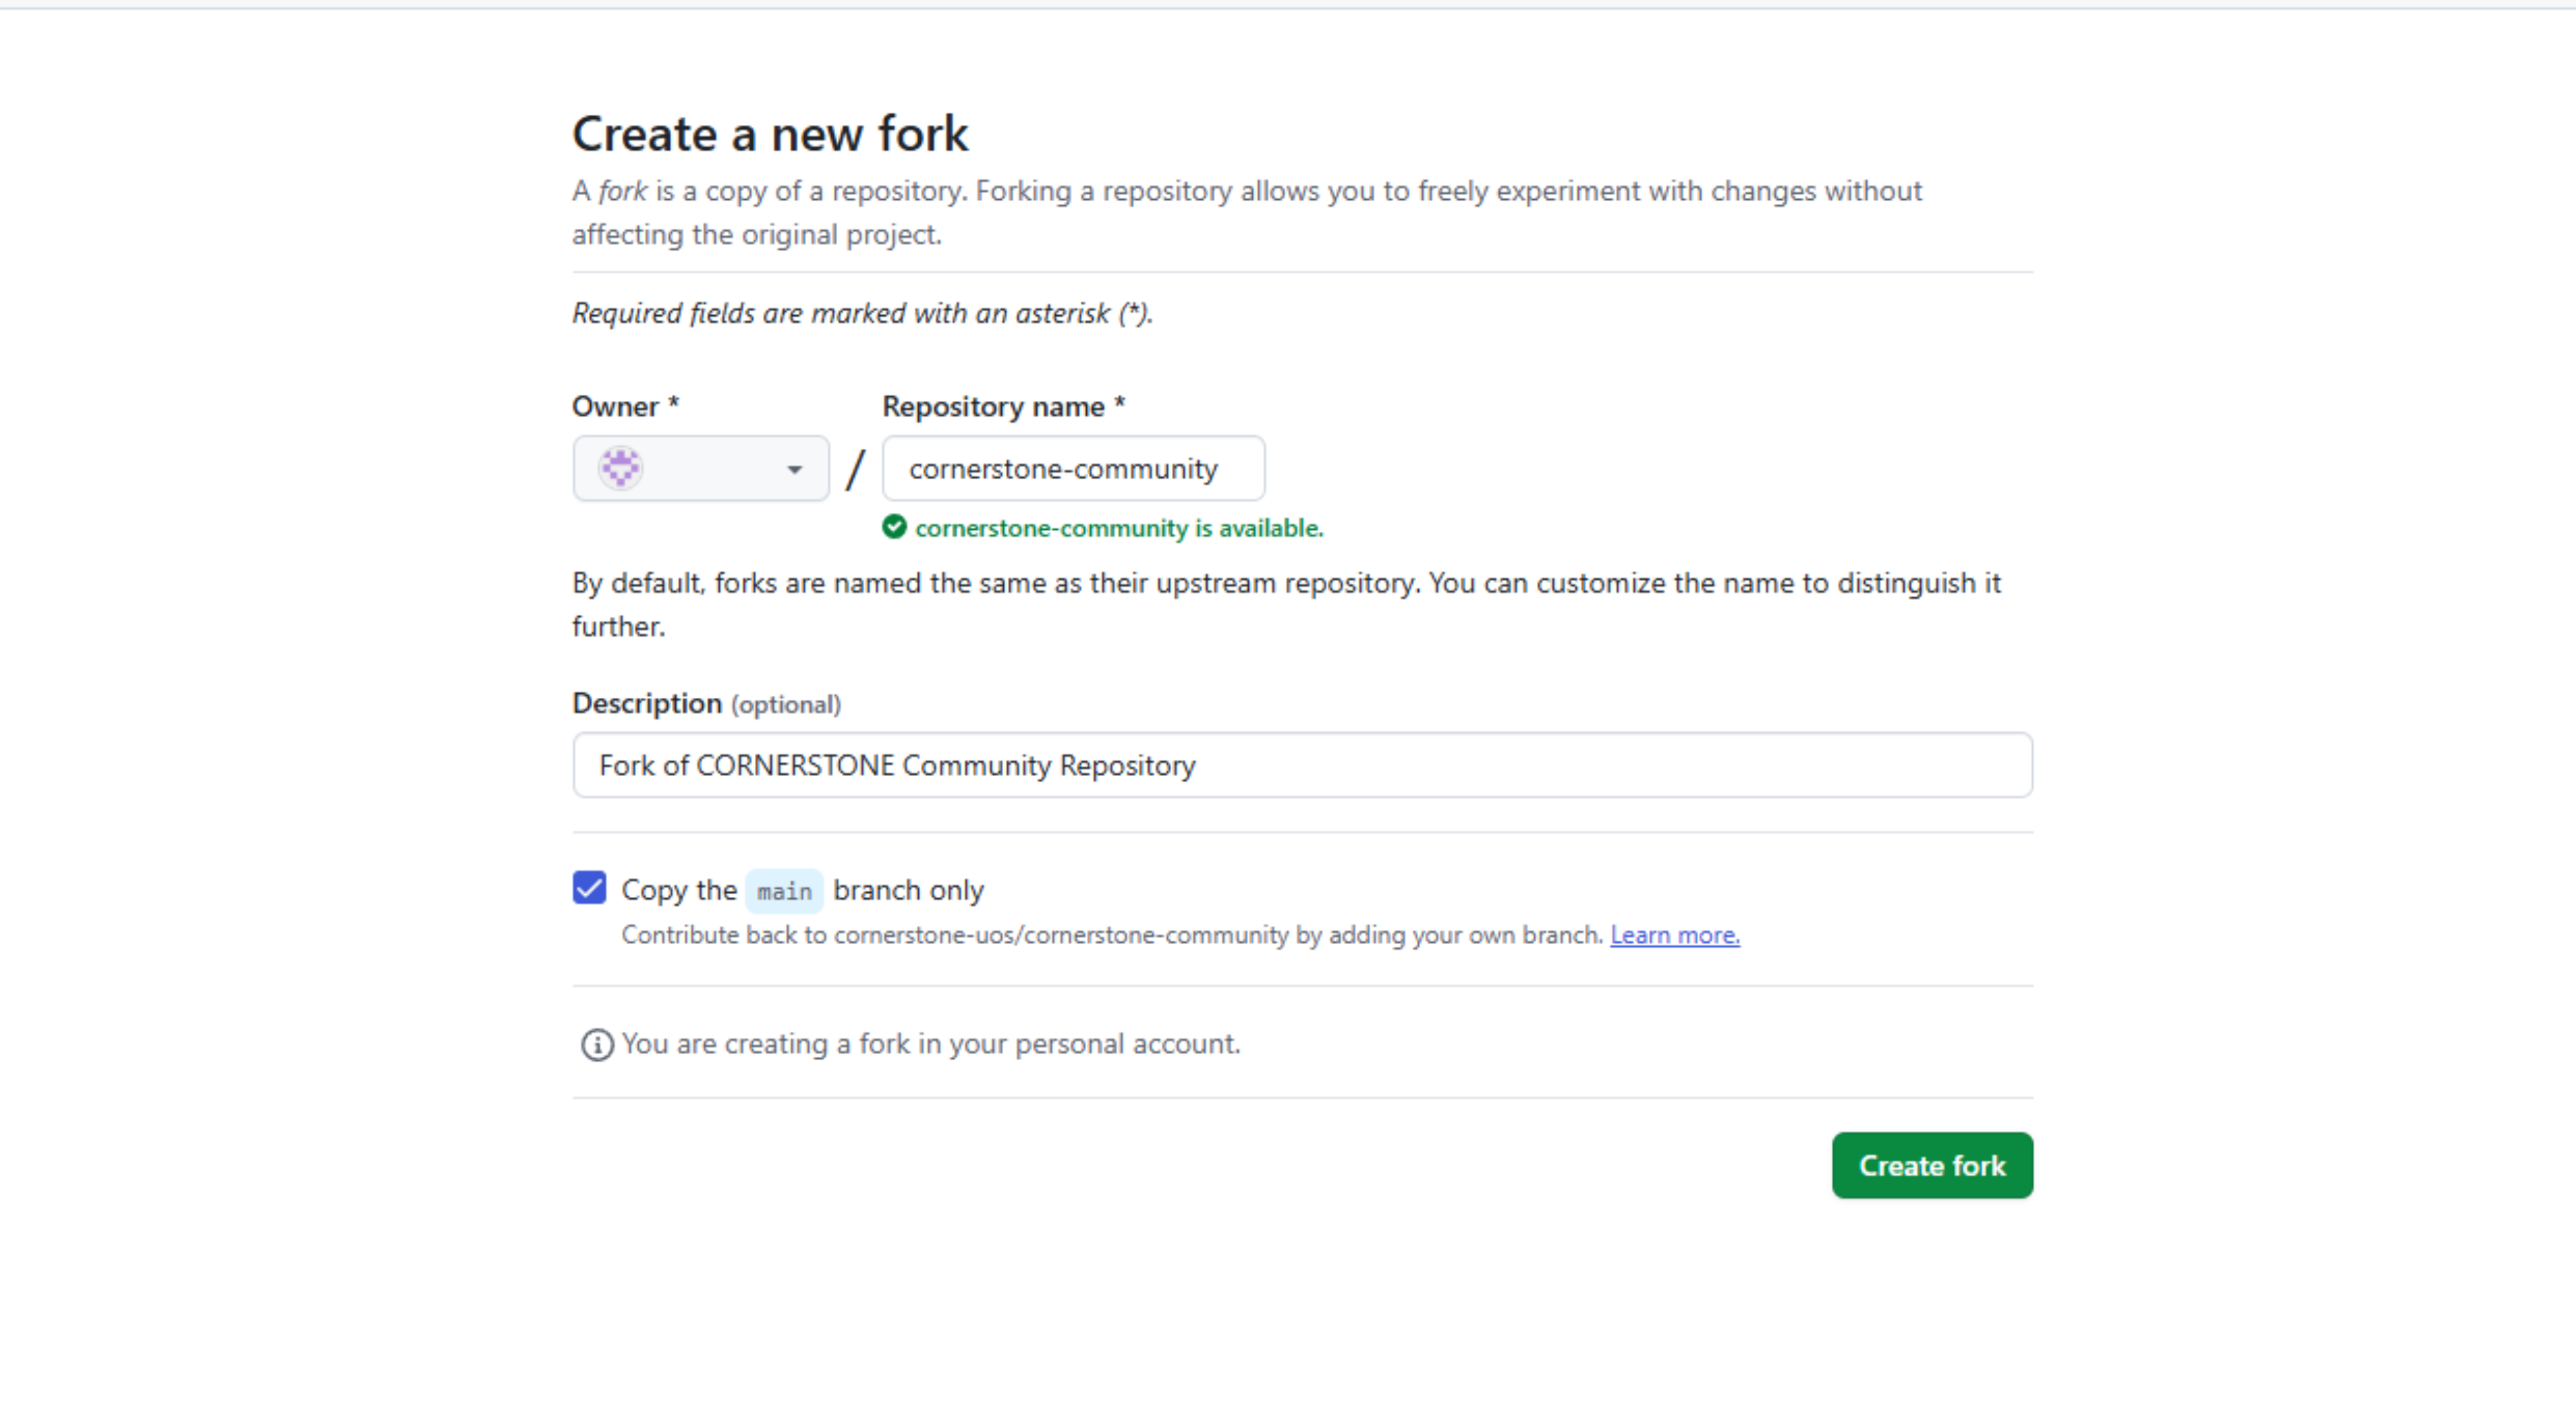 Create a new fork
A fork is a copy of a repository. Forking a repository allows you to freely experiment with changes without
affecting the original project.
Required fields are marked with an asterisk (*).
Owner * Repository name *
/ cornerstone-community
cornerstone-community is available.
By default, forks are named the same as their upstream repository. You can customize the name to distinguish it
further.
Description (optional)
Fork of CORNERSTONE Community Repository
Copy the main branch only
Contribute back to cornerstone-uos/cornerstone-community by adding your own branch. Learn more.
You are creating a fork in your personal account.
Create fork